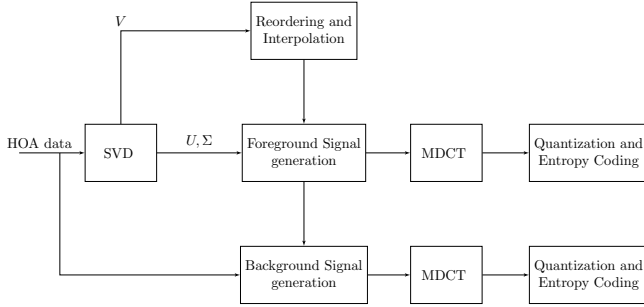 V
Reordering and
Interpolation
HOA data
SVD
U, Σ
Foreground Signal
generation
MDCT
Quantization and
Entropy Coding
Background Signal
generation
MDCT
Quantization and
Entropy Coding